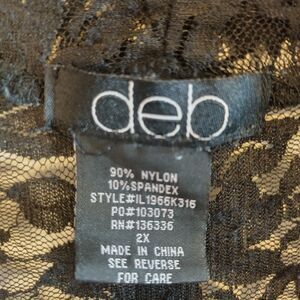 deb
90% NYLON
10%SPANDEX
STYLE#IL1966K316
PO#103073
RN#136336
2X
MADE IN CHINA
SEE REVERSE
FOR CARE